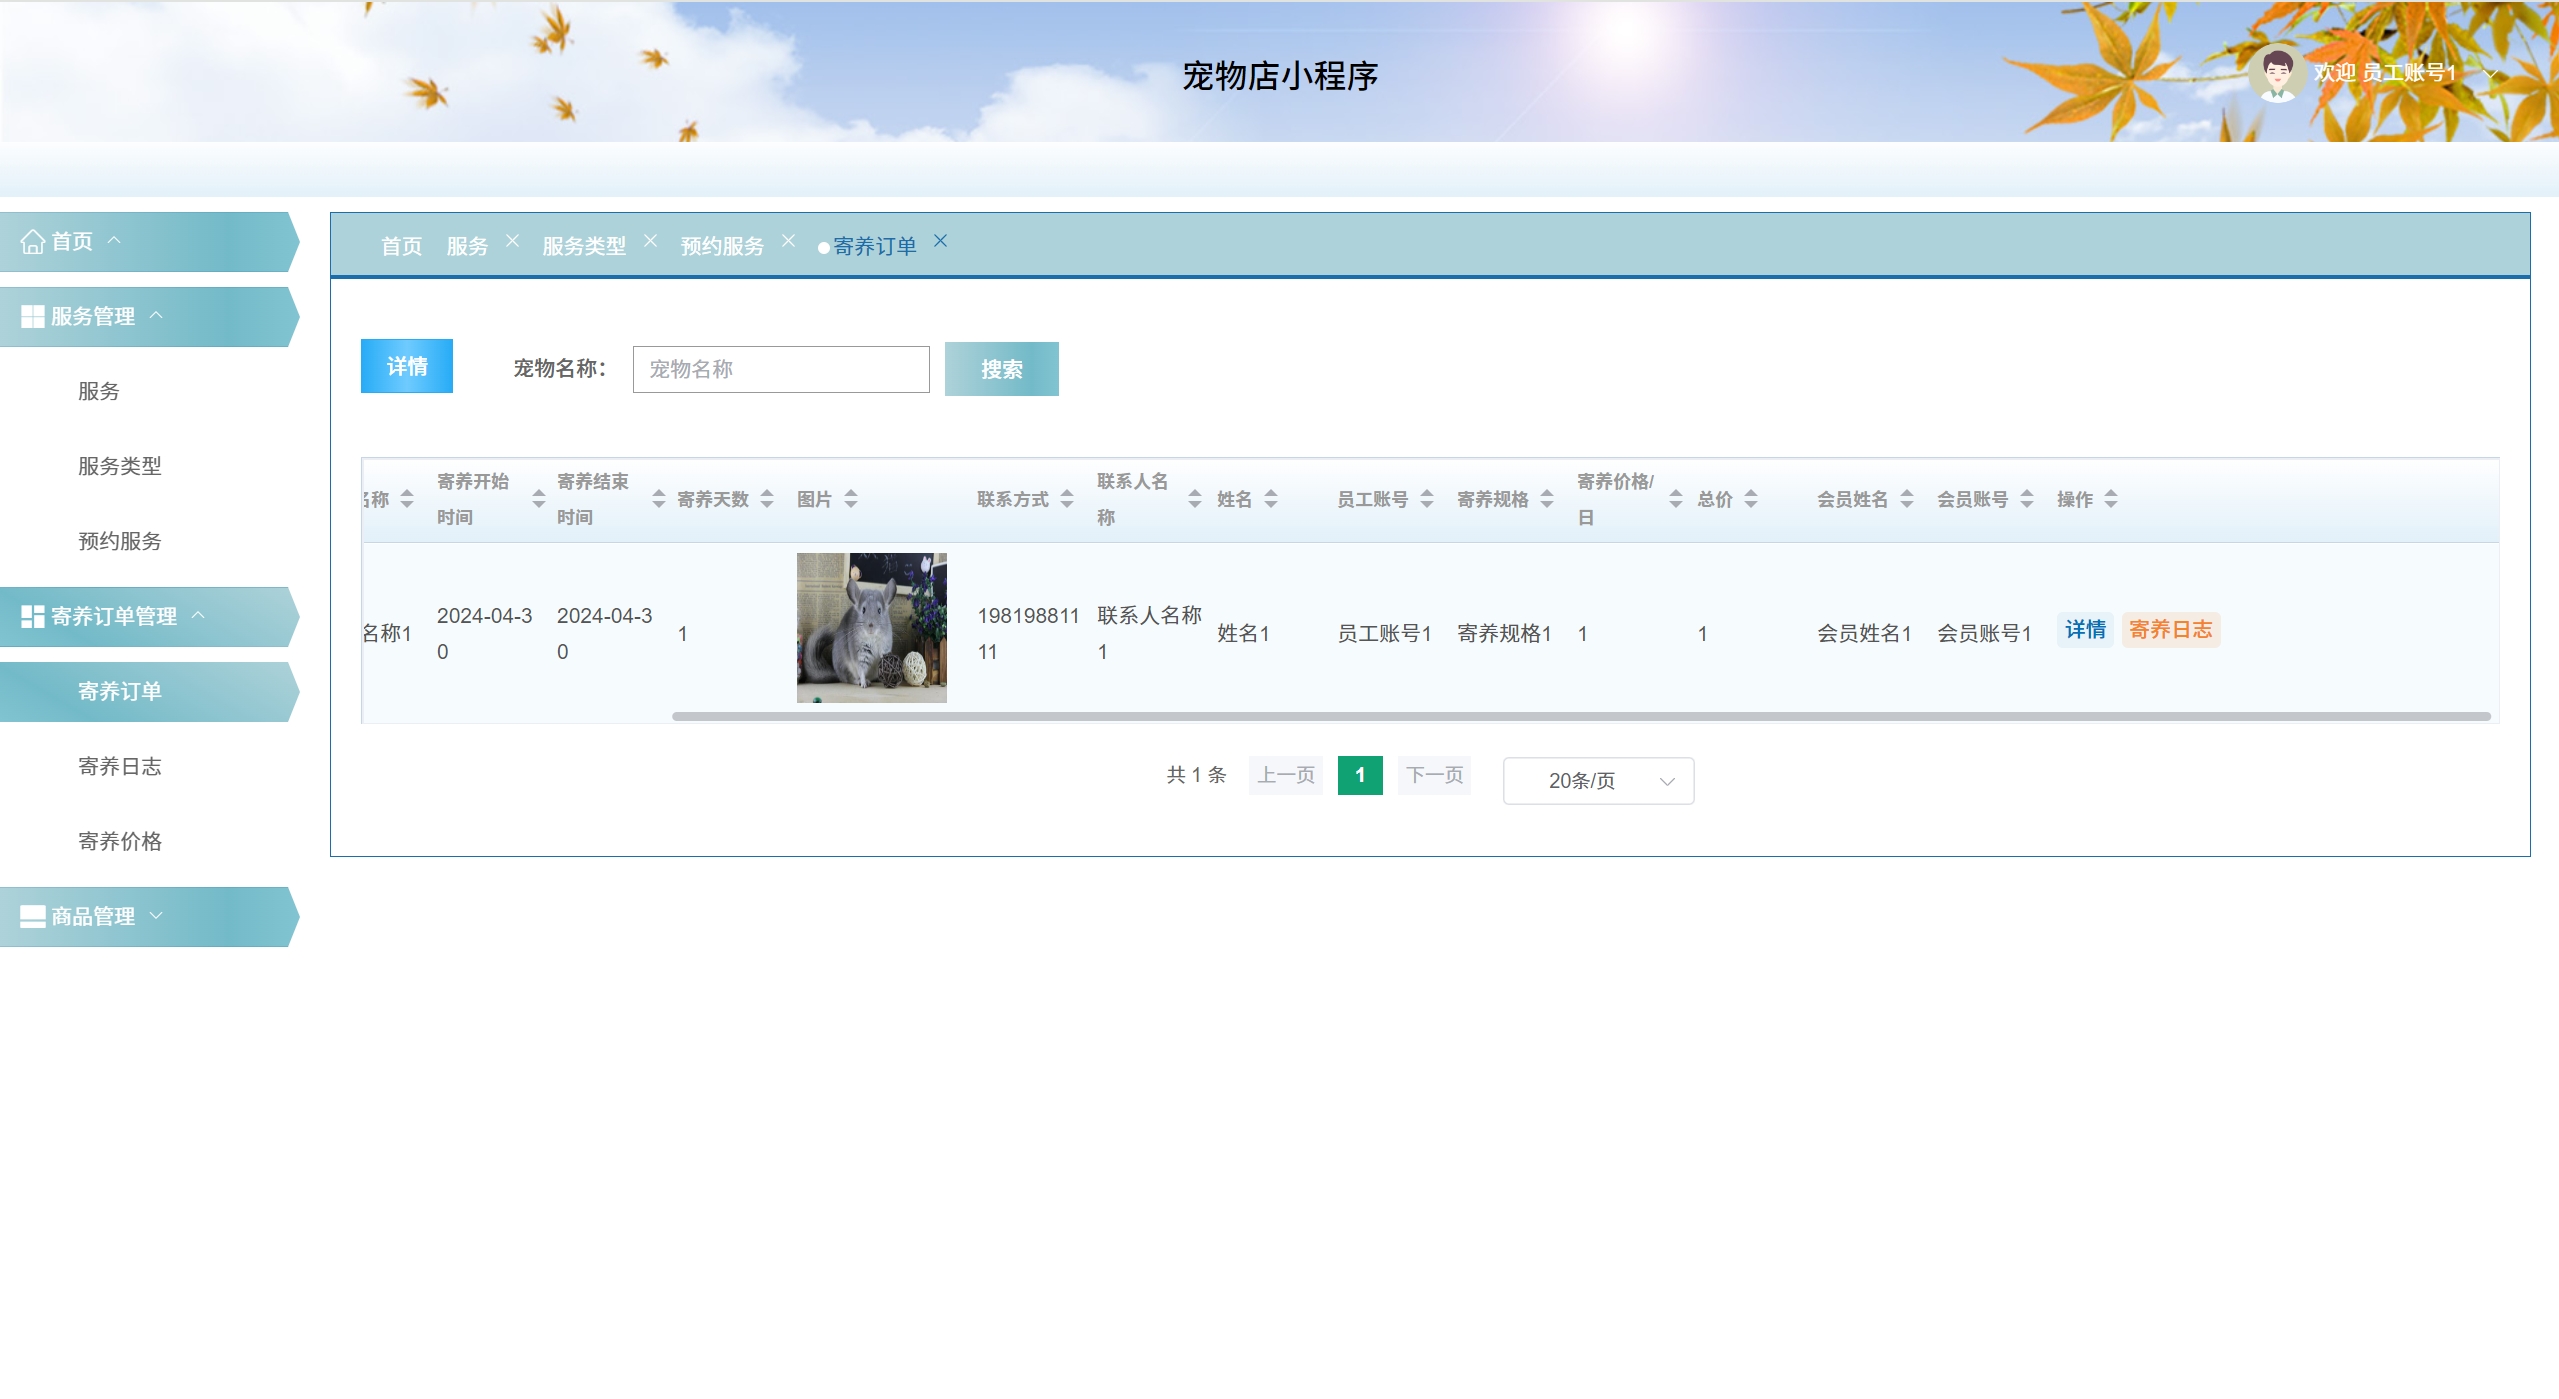 宠物店小程序
欢迎 员工账号1
首页
服务管理
服务
服务类型
预约服务
寄养订单管理
寄养订单
寄养日志
寄养价格
商品管理
首页 服务 服务类型 预约服务 寄养订单
详情 宠物名称： 宠物名称 搜索
名称 寄养开始时间 寄养结束时间 寄养天数 图片 联系方式 联系人名称 姓名 员工账号 寄养规格 寄养价格/日 总价 会员姓名 会员账号 操作
名称1 2024-04-30 2024-04-30 1 19819881111 联系人名称1 姓名1 员工账号1 寄养规格1 1 1 会员姓名1 会员账号1 详情 寄养日志
共 1 条 上一页 1 下一页 20条/页